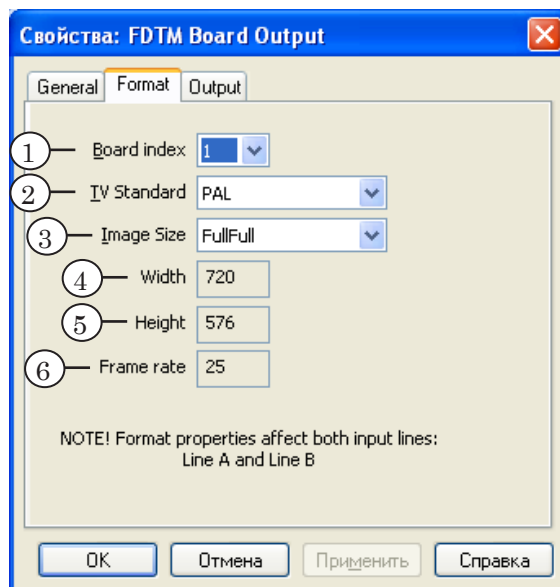 Свойства: FDTM Board Output
General Format Output
1 Board index 1
2 TV Standard PAL
3 Image Size FullFull
4 Width 720
5 Height 576
6 Frame rate 25
NOTE! Format properties affect both input lines:
Line A and Line B
OK Отмена Применить Справка